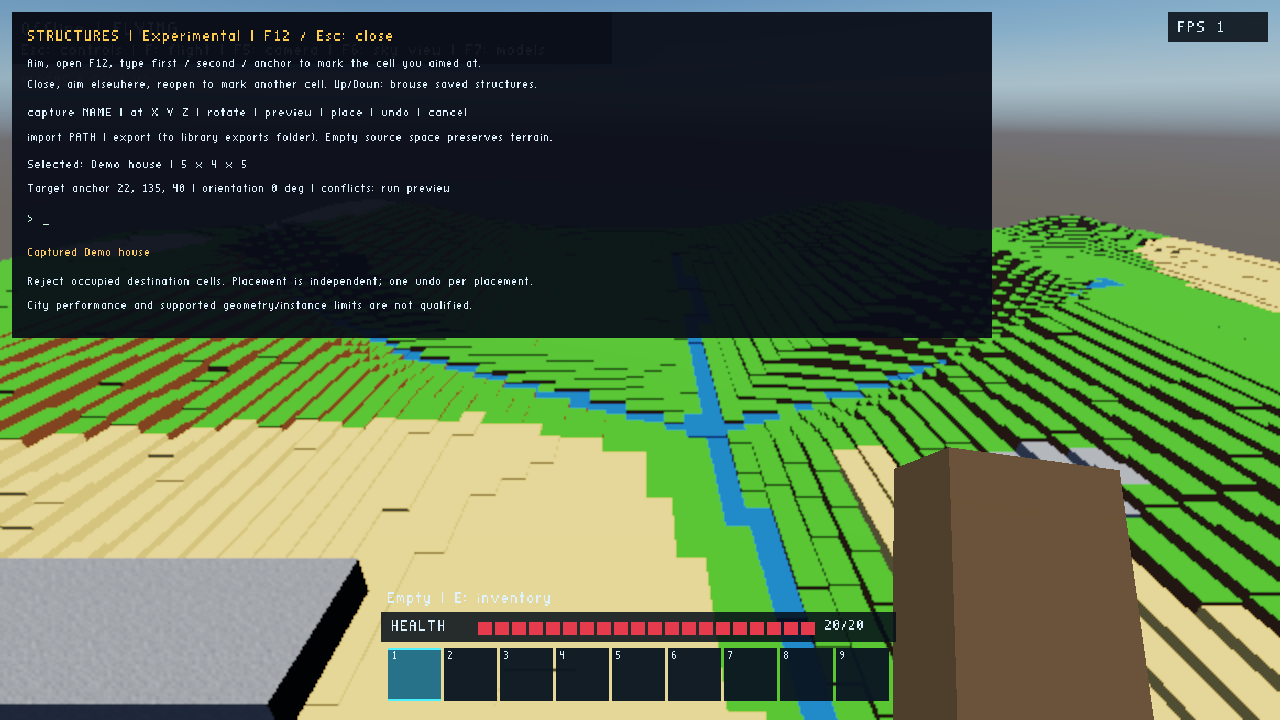 STRUCTURES | Experimental | F12 / Esc: close
Aim, open F12, type first / second / anchor to mark the cell you aimed at.
Close, aim elsewhere, reopen to mark another cell. Up/Down: browse saved structures.
capture NAME | at X Y Z | rotate | preview | place | undo | cancel
import PATH | export (to library exports folder). Empty source space preserves terrain.
Selected: Demo house | 5 x 4 x 5
Target anchor 22, 135, 40 | orientation 0 deg | conflicts: run preview
> _
Captured Demo house
Reject occupied destination cells. Placement is independent; one undo per placement.
City performance and supported geometry/instance limits are not qualified.
FPS 1
Empty | E: inventory
HEALTH 20/20
1 2 3 4 5 6 7 8 9